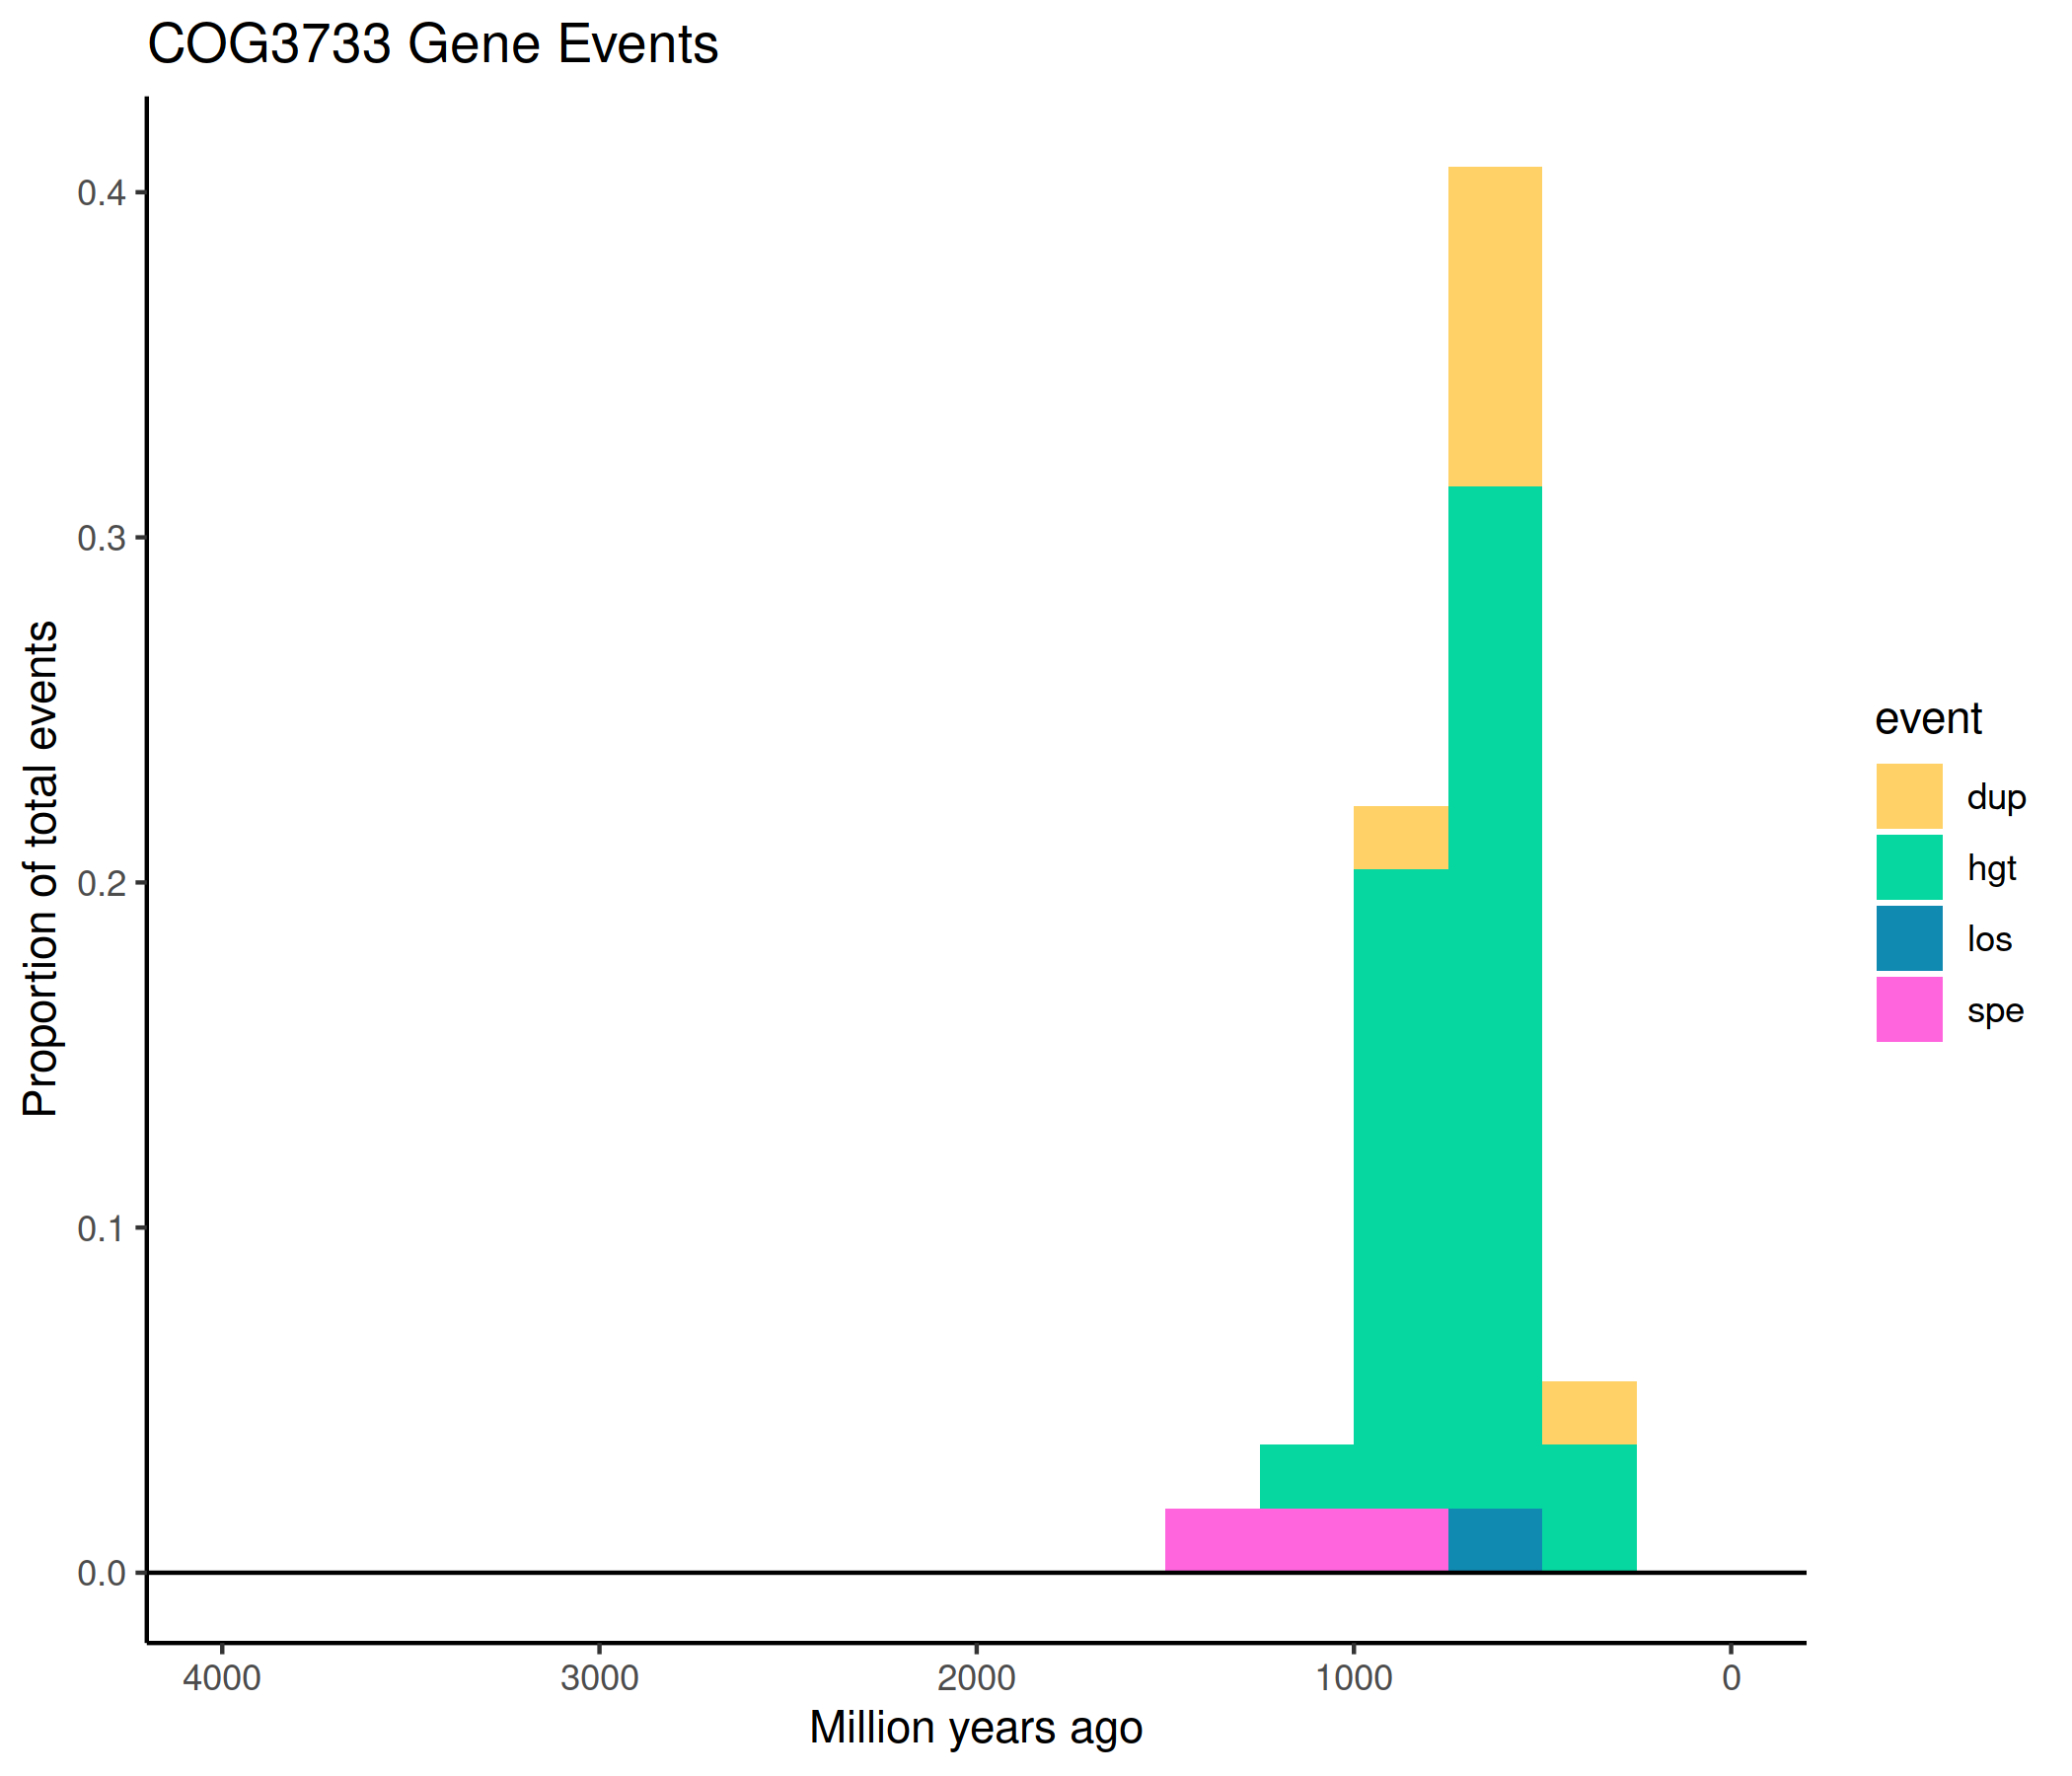 COG3733 Gene Events
Proportion of total events
0.4
0.3
0.2
0.1
0.0
4000 3000 2000 1000 0
Million years ago
event
dup
hgt
los
spe